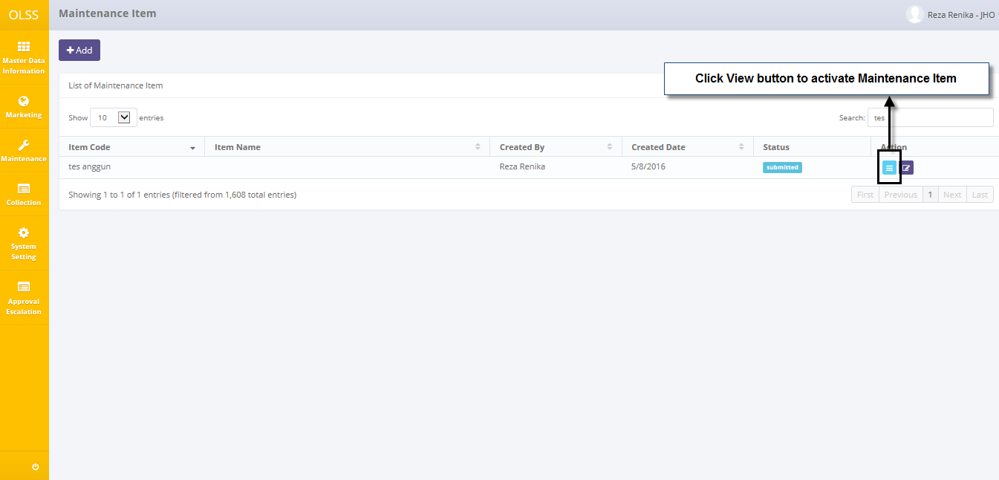 OLSS
Maintenance Item
Reza Renika - JHO
Master Data
Information
Marketing
Maintenance
Collection
System
Setting
Approval
Escalation
Add
Click View button to activate Maintenance Item
List of Maintenance Item
Show 10 entries
Search: tes
Item Code Item Name Created By Created Date Status Action
tes anggun Reza Renika 5/8/2016 submitted
Showing 1 to 1 of 1 entries (filtered from 1,608 total entries)
First Previous 1 Next Last